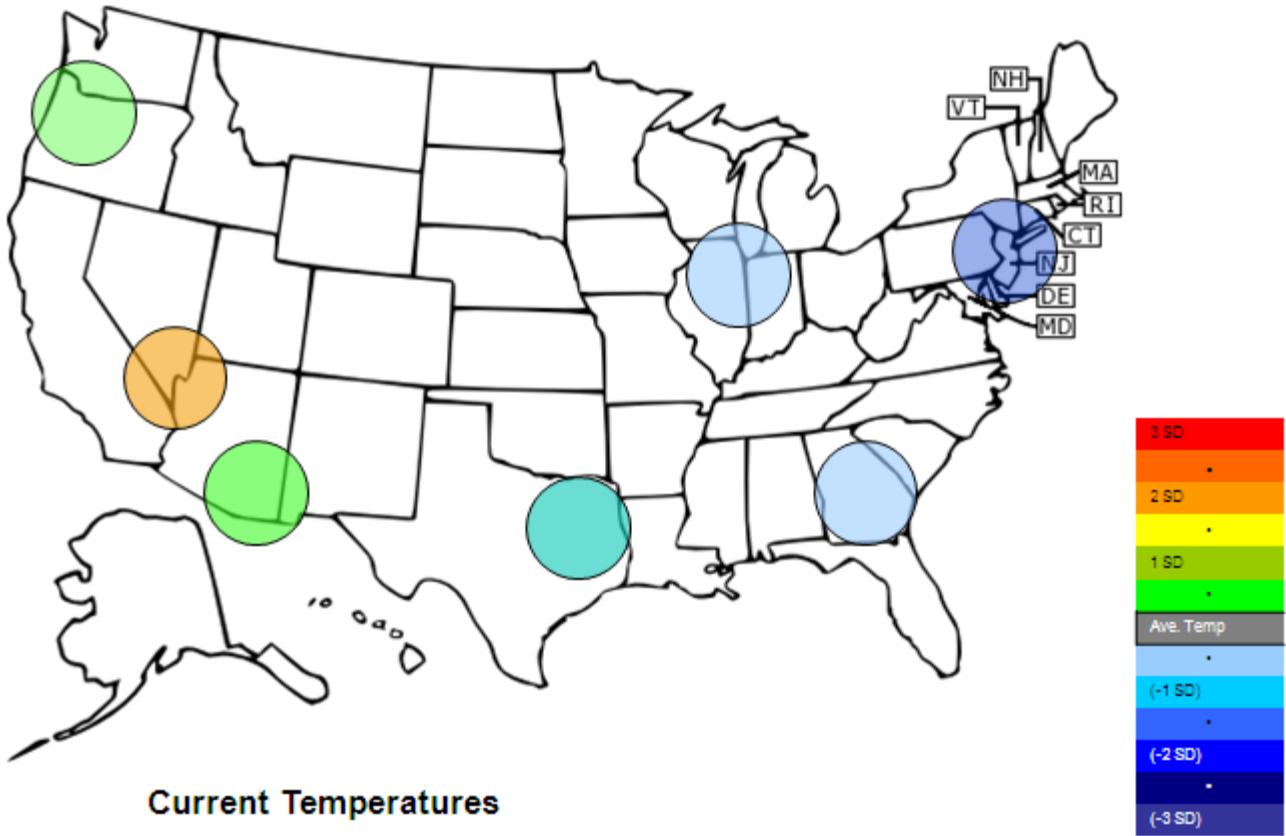 NH
VT
MA
RI
CT
NJ
DE
MD
3 SD
2 SD
1 SD
Ave. Temp
(-1 SD)
(-2 SD)
(-3 SD)
Current Temperatures